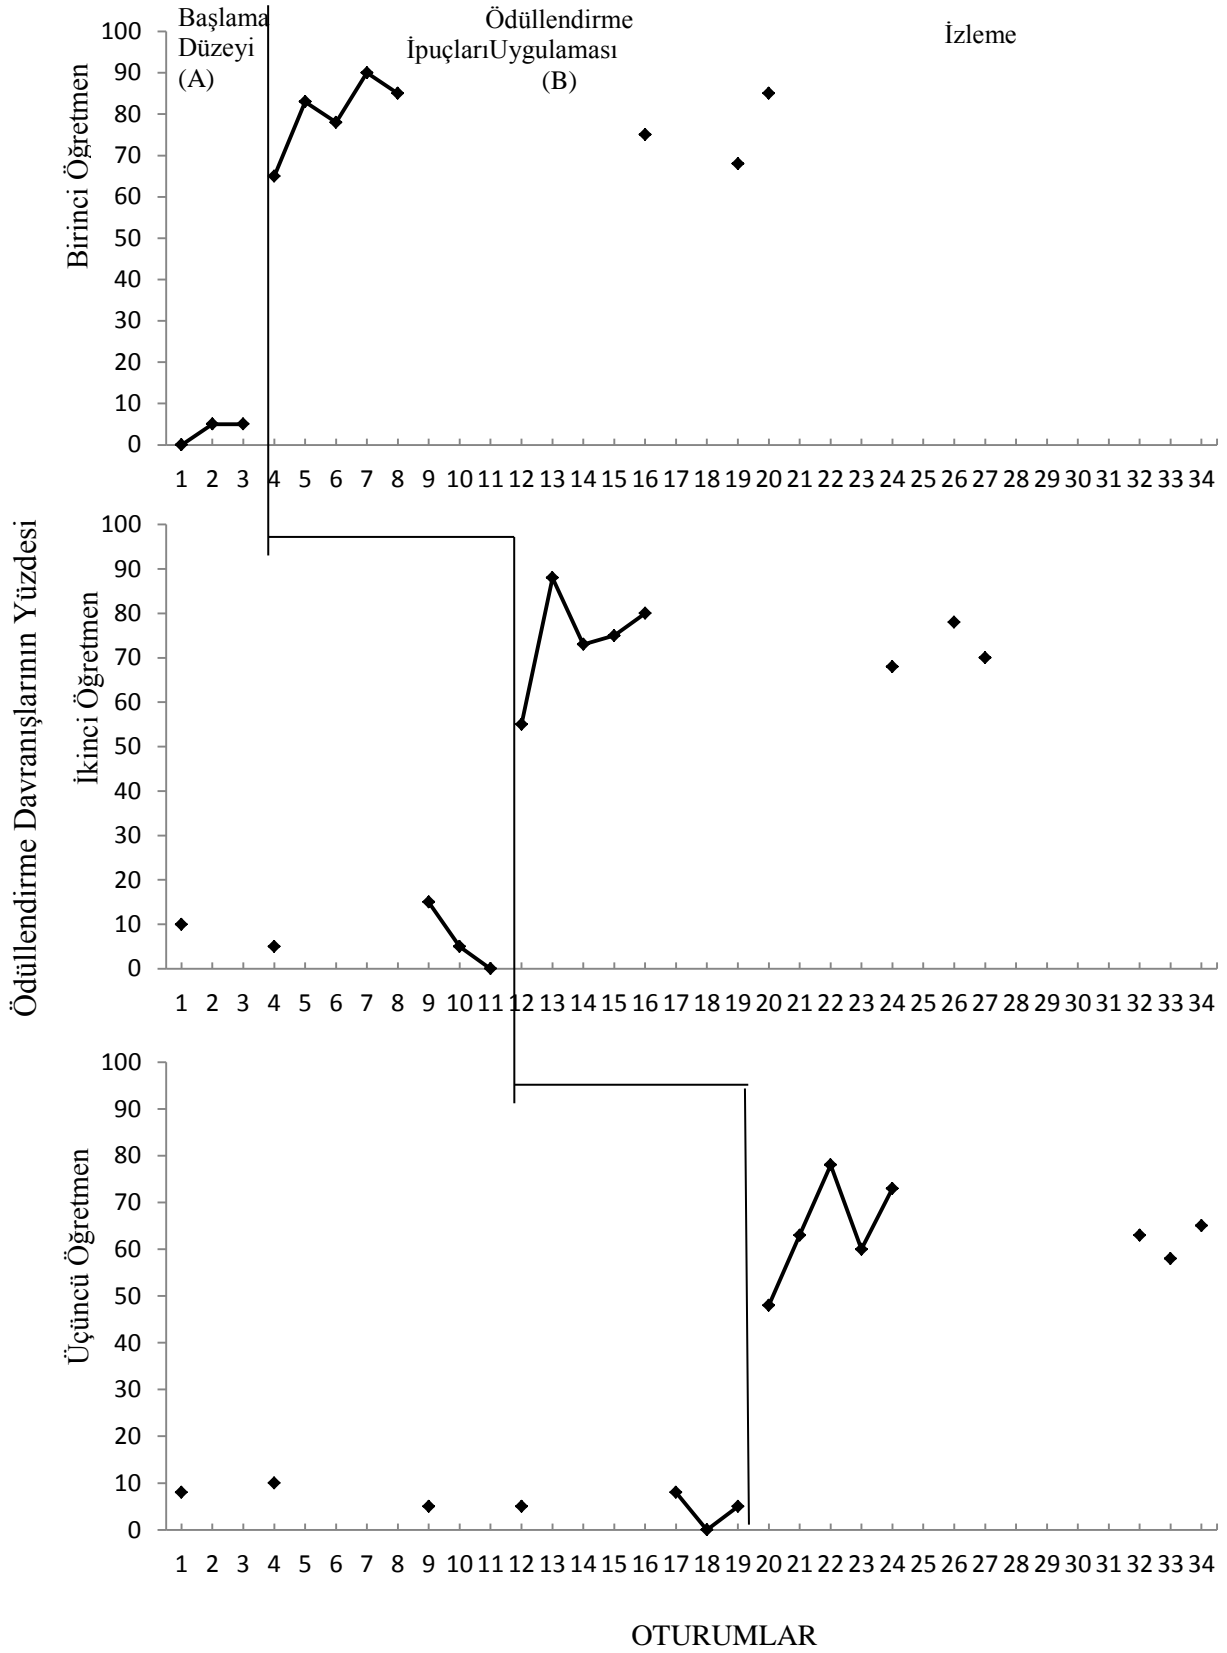 Başlama
Düzeyi
(A)
Ödüllendirme
İpuçlarıUygulaması
(B)
İzleme
Ödüllendirme Davranışlarının Yüzdesi
Birinci Öğretmen
100
90
80
70
60
50
40
30
20
10
0
1 2 3 4 5 6 7 8 9 10 11 12 13 14 15 16 17 18 19 20 21 22 23 24 25 26 27 28 29 30 31 32 33 34
İkinci Öğretmen
100
90
80
70
60
50
40
30
20
10
0
1 2 3 4 5 6 7 8 9 10 11 12 13 14 15 16 17 18 19 20 21 22 23 24 25 26 27 28 29 30 31 32 33 34
Üçüncü Öğretmen
100
90
80
70
60
50
40
30
20
10
0
1 2 3 4 5 6 7 8 9 10 11 12 13 14 15 16 17 18 19 20 21 22 23 24 25 26 27 28 29 30 31 32 33 34
OTURUMLAR